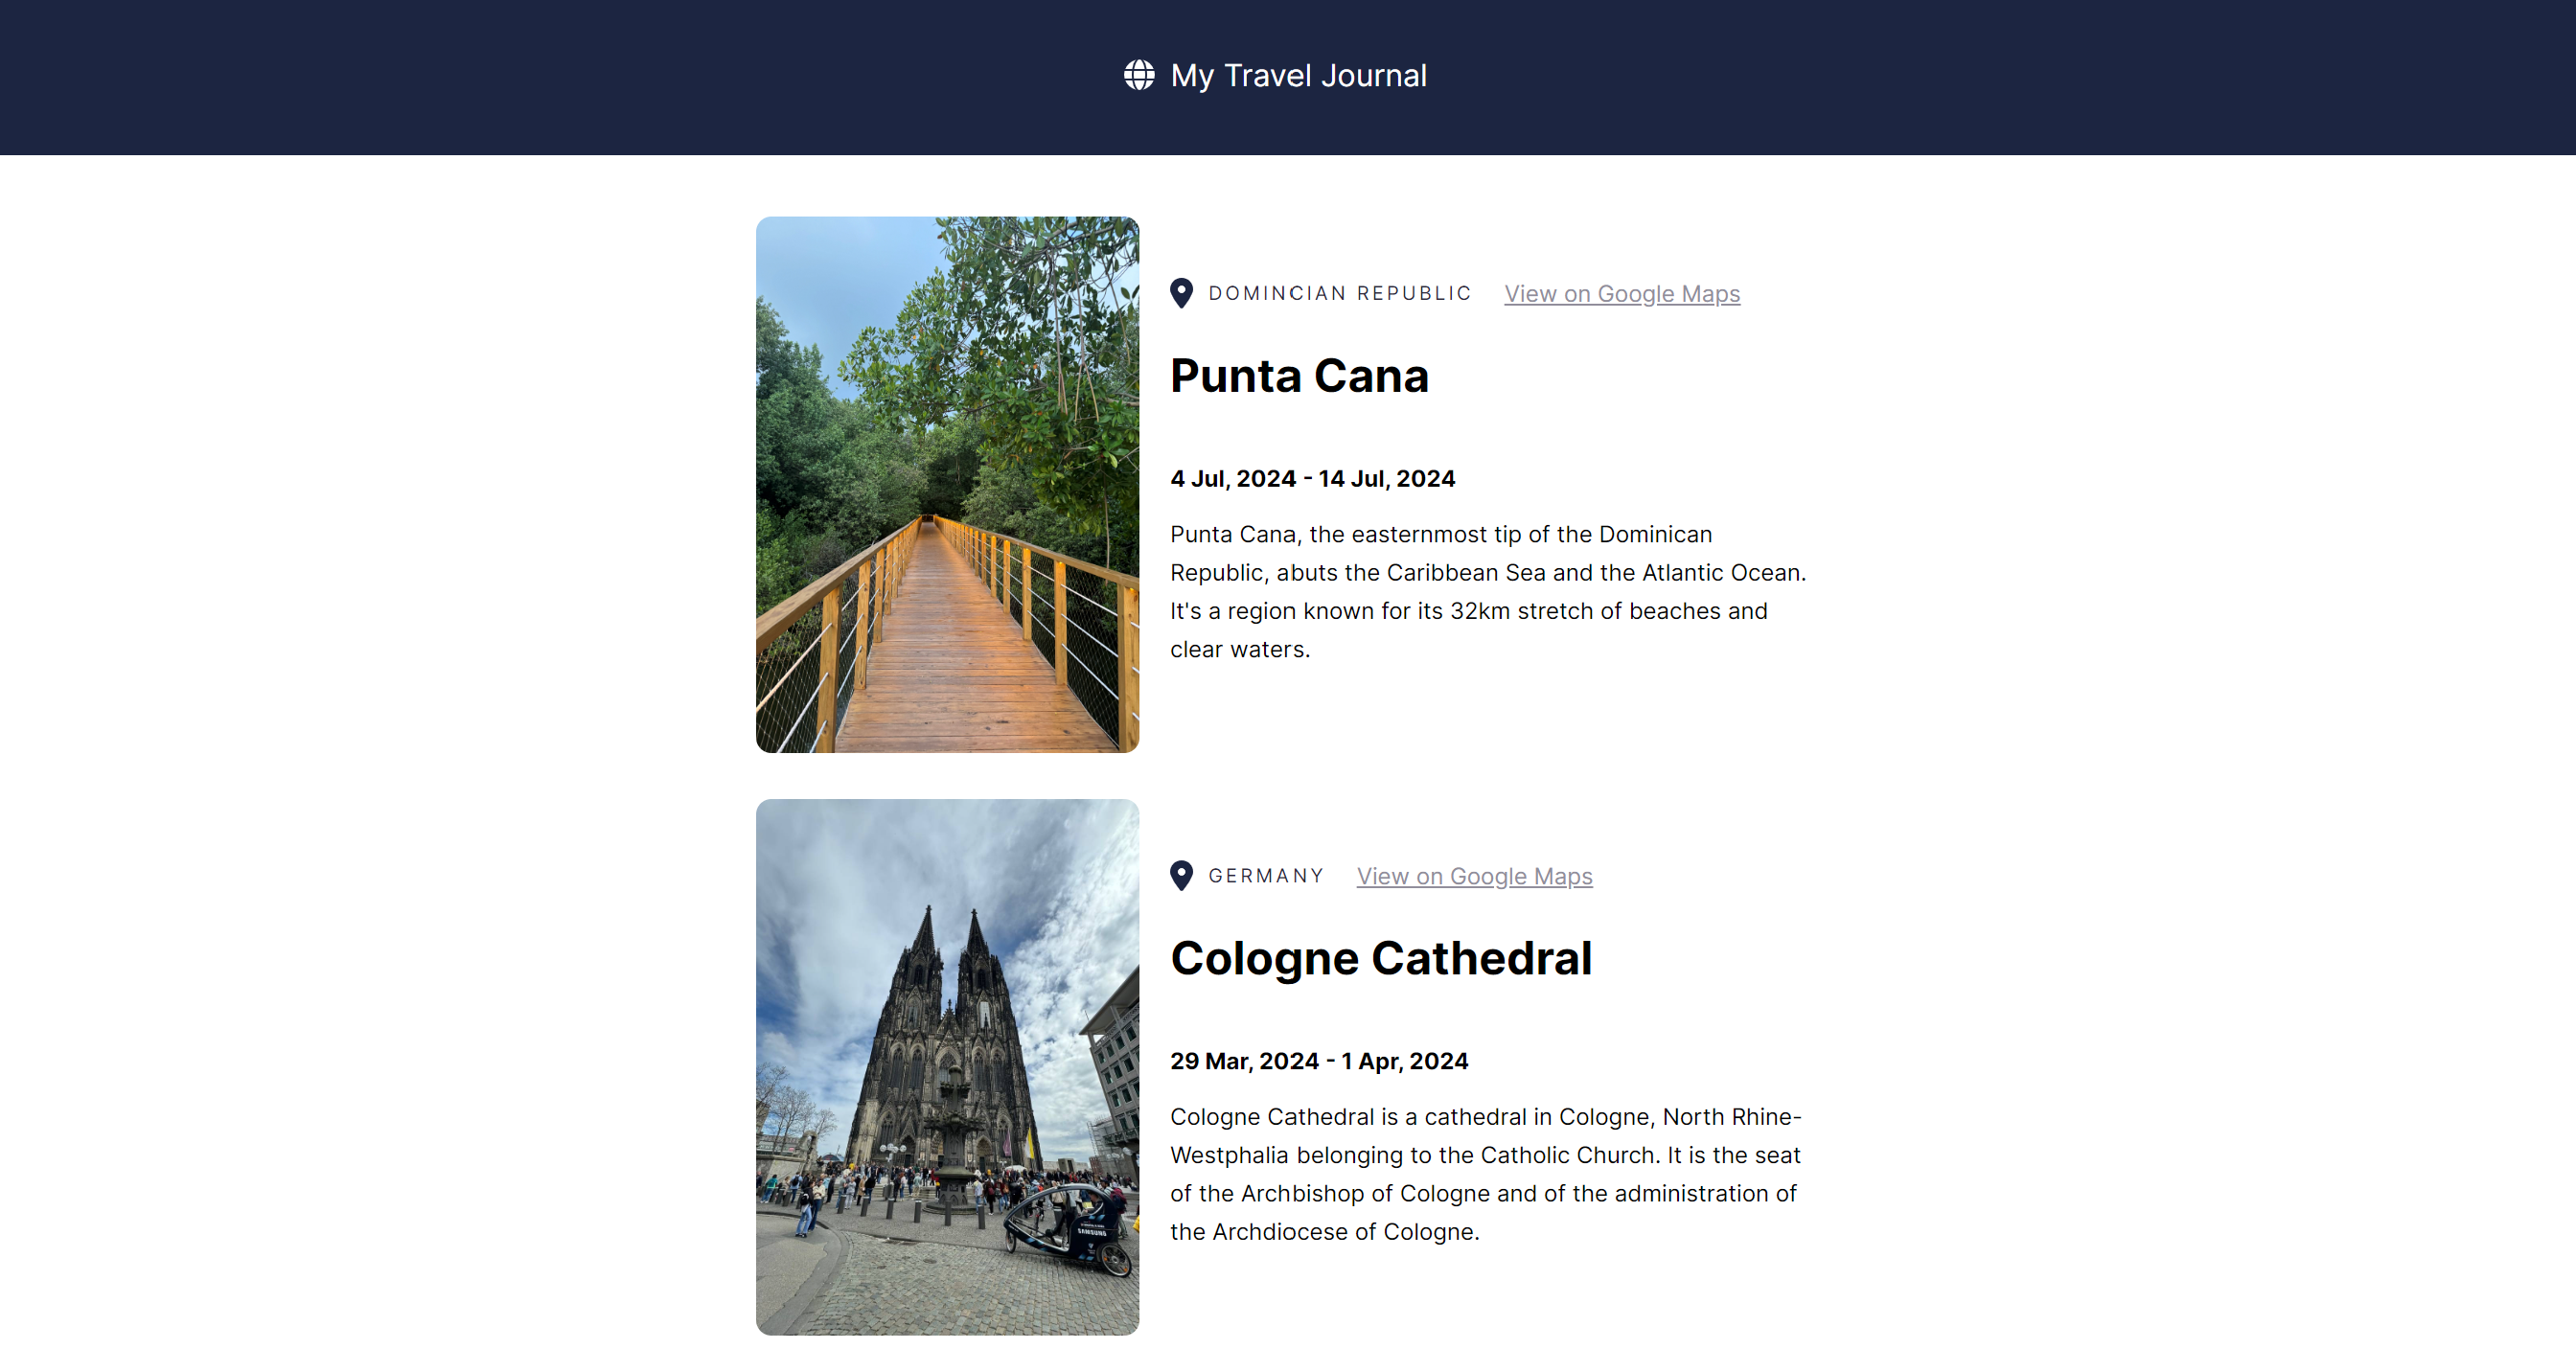 My Travel Journal
DOMINCIAN REPUBLIC View on Google Maps
Punta Cana
4 Jul, 2024 - 14 Jul, 2024
Punta Cana, the easternmost tip of the Dominican
Republic, abuts the Caribbean Sea and the Atlantic Ocean.
It's a region known for its 32km stretch of beaches and
clear waters.
GERMANY View on Google Maps
Cologne Cathedral
29 Mar, 2024 - 1 Apr, 2024
Cologne Cathedral is a cathedral in Cologne, North Rhine-
Westphalia belonging to the Catholic Church. It is the seat
of the Archbishop of Cologne and of the administration of
the Archdiocese of Cologne.
SAMSUNG